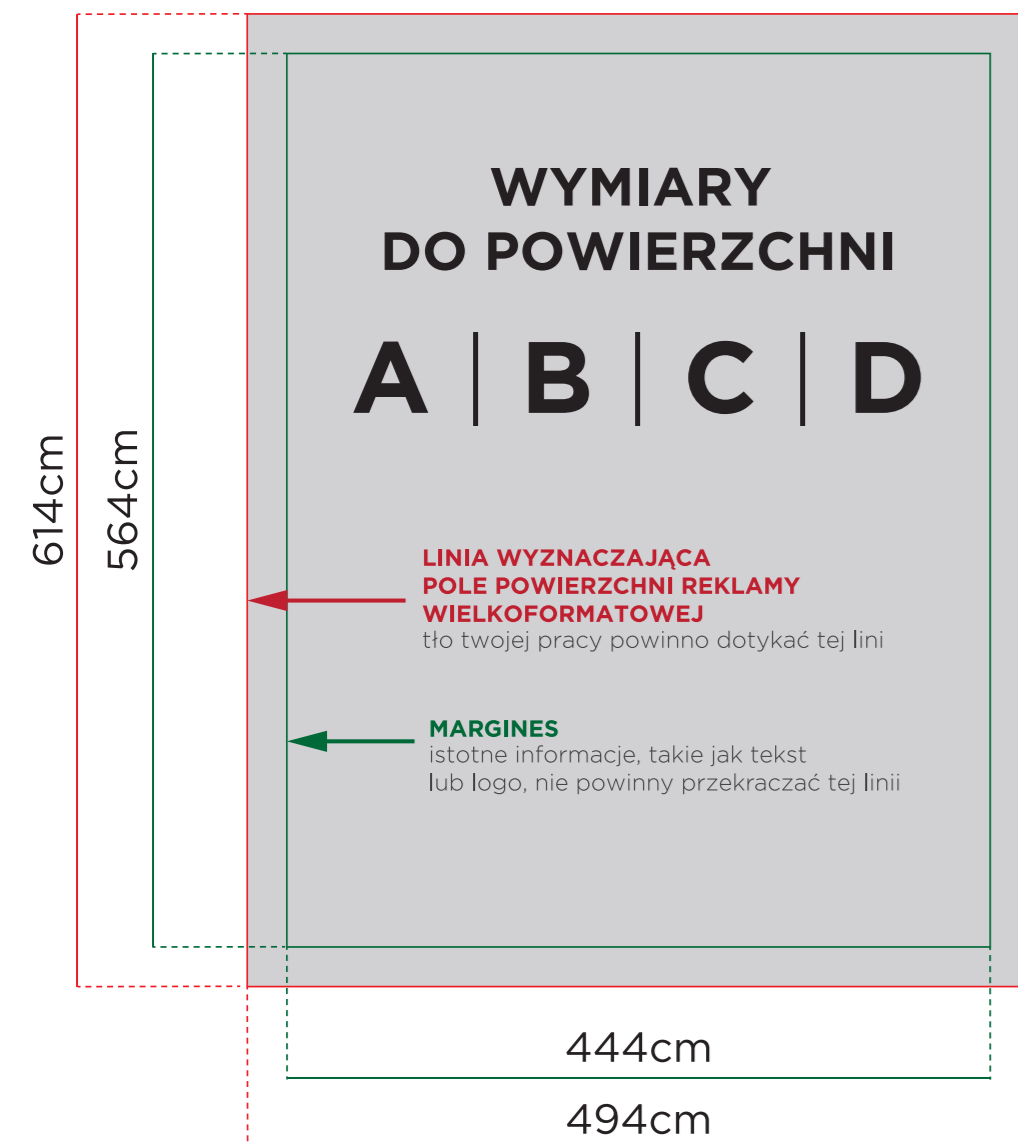 WYMIARY
DO POWIERZCHNI
A | B | C | D
614cm
564cm
LINIA WYZNACZAJĄCA
POLE POWIERZCHNI REKLAMY
WIELKOFORMATOWEJ
tło twojej pracy powinno dotykać tej lini
MARGINES
istotne informacje, takie jak tekst
lub logo, nie powinny przekraczać tej linii
444cm
494cm